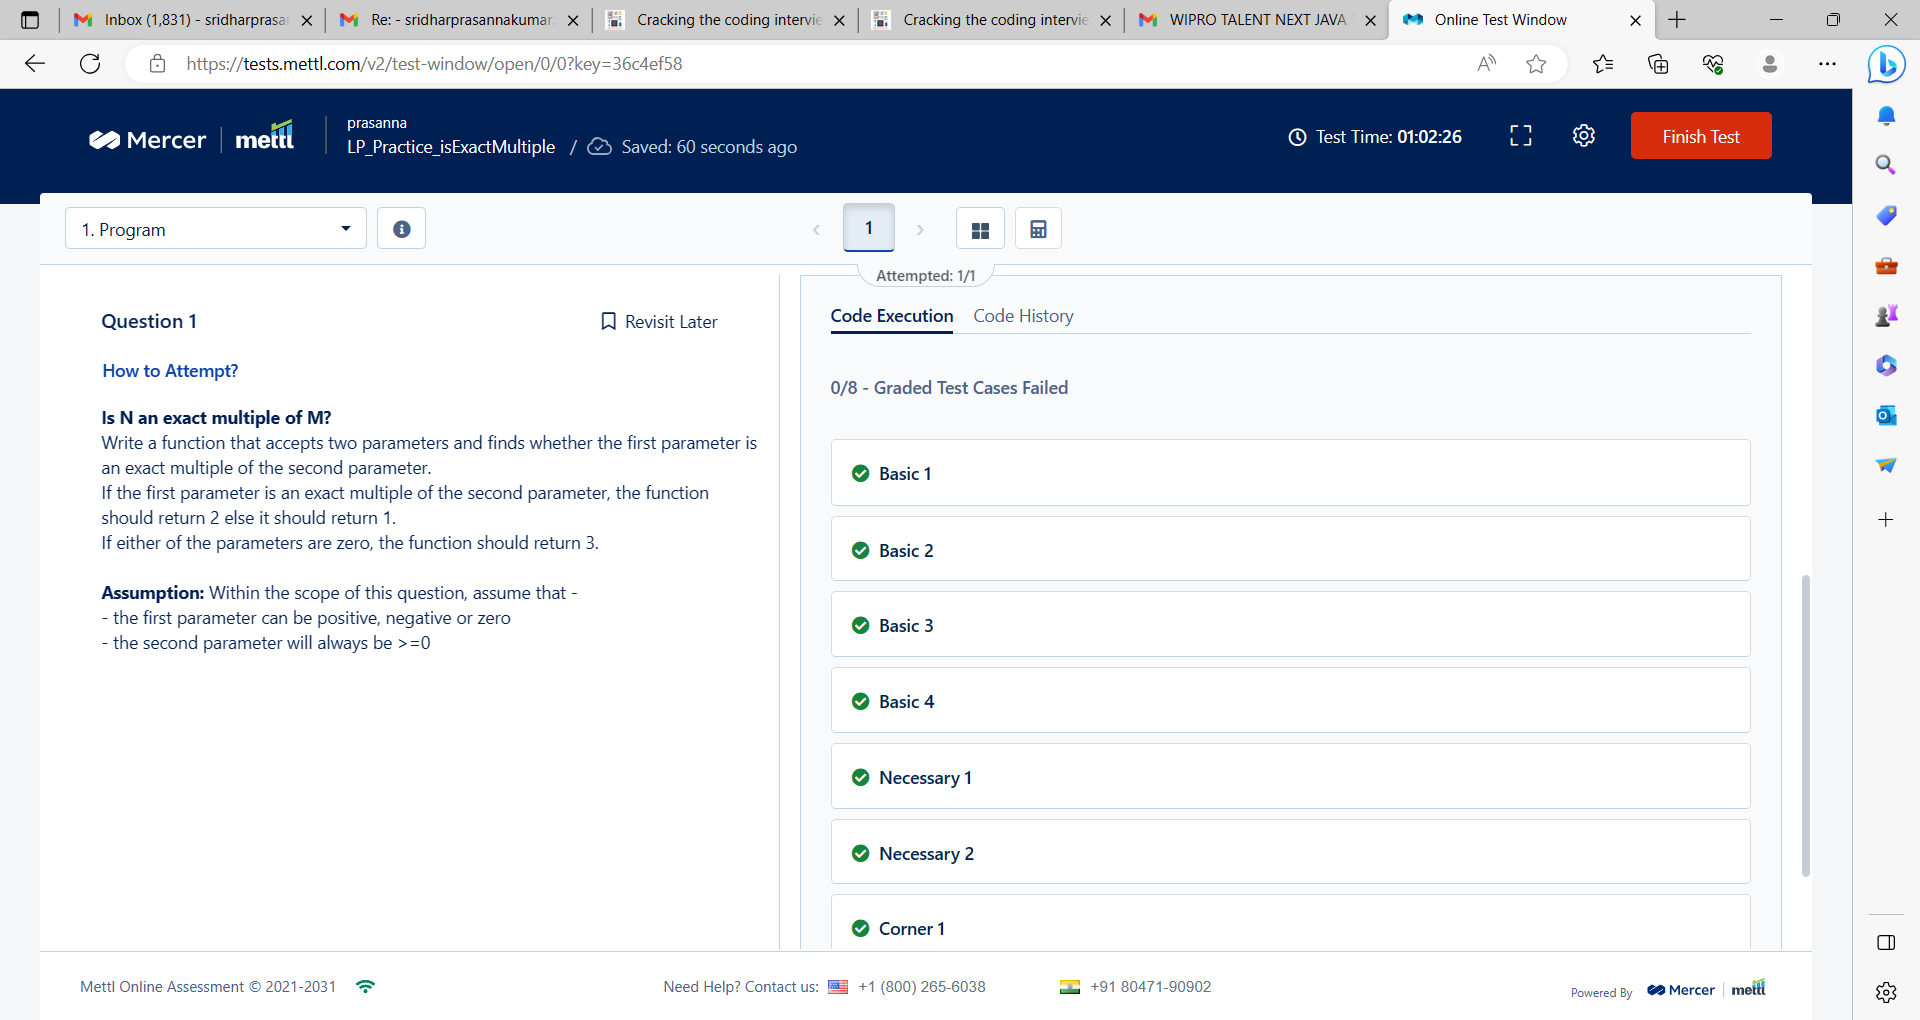 Inbox (1,831) - sridharprasan
Re: - sridharprasannakumar.
Cracking the coding intervie
Cracking the coding intervie
WIPRO TALENT NEXT JAVA
Online Test Window
https://tests.mettl.com/v2/test-window/open/0/0?key=36c4ef58
Mercer
mettl
prasanna
LP_Practice_isExactMultiple / Saved: 60 seconds ago
Test Time: 01:02:26
Finish Test
1. Program
1
Attempted: 1/1
Question 1
Revisit Later
How to Attempt?
Is N an exact multiple of M?
Write a function that accepts two parameters and finds whether the first parameter is
an exact multiple of the second parameter.
If the first parameter is an exact multiple of the second parameter, the function
should return 2 else it should return 1.
If either of the parameters are zero, the function should return 3.
Assumption: Within the scope of this question, assume that -
- the first parameter can be positive, negative or zero
- the second parameter will always be >=0
Code Execution
Code History
0/8 - Graded Test Cases Failed
Basic 1
Basic 2
Basic 3
Basic 4
Necessary 1
Necessary 2
Corner 1
Mettl Online Assessment © 2021-2031
Need Help? Contact us:
+1 (800) 265-6038
+91 80471-90902
Powered By
Mercer
mettl